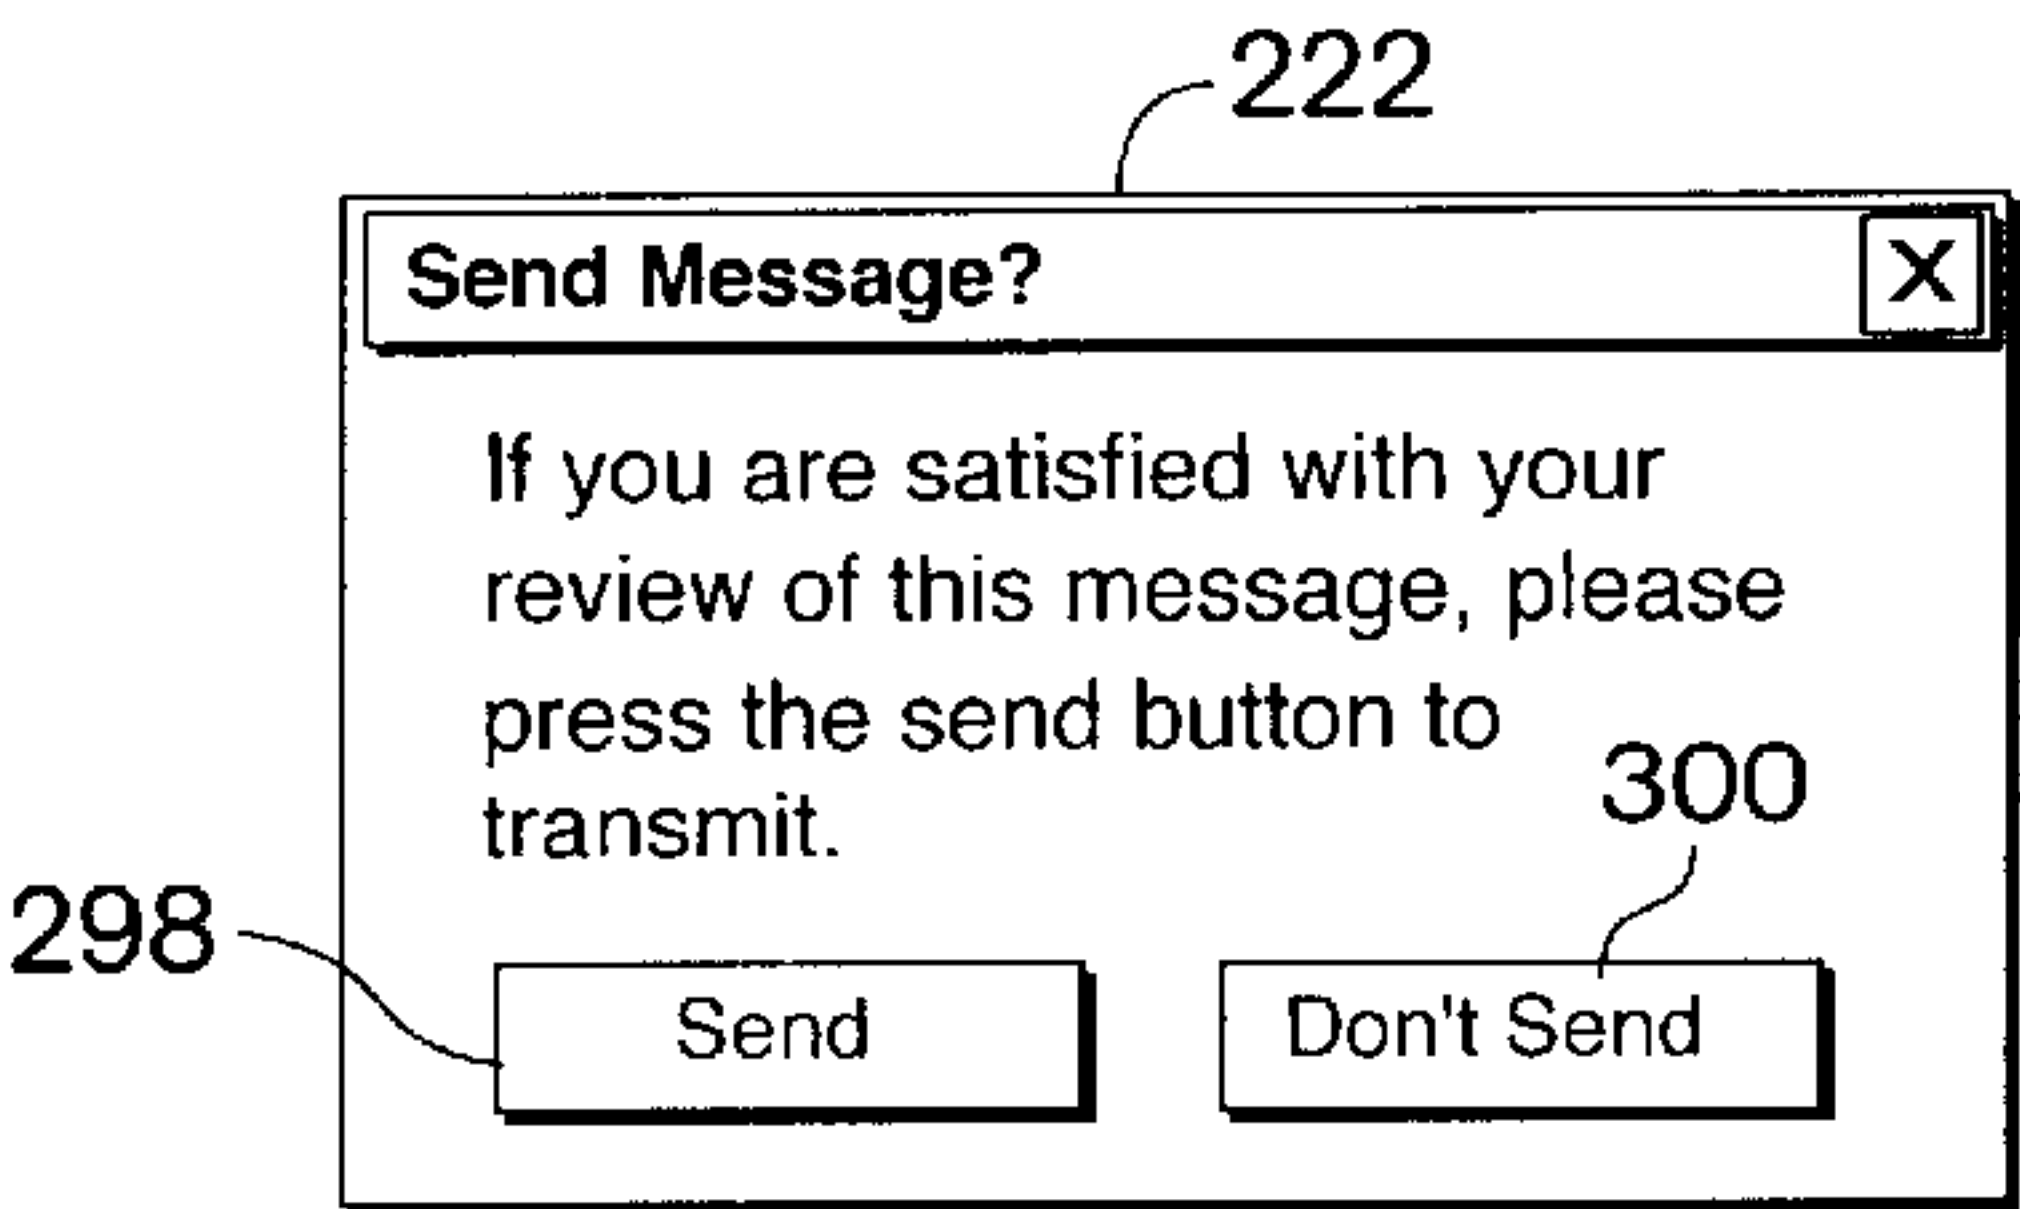 222
Send Message? X
If you are satisfied with your
review of this message, please
press the send button to
transmit.
300
298
Send Don't Send